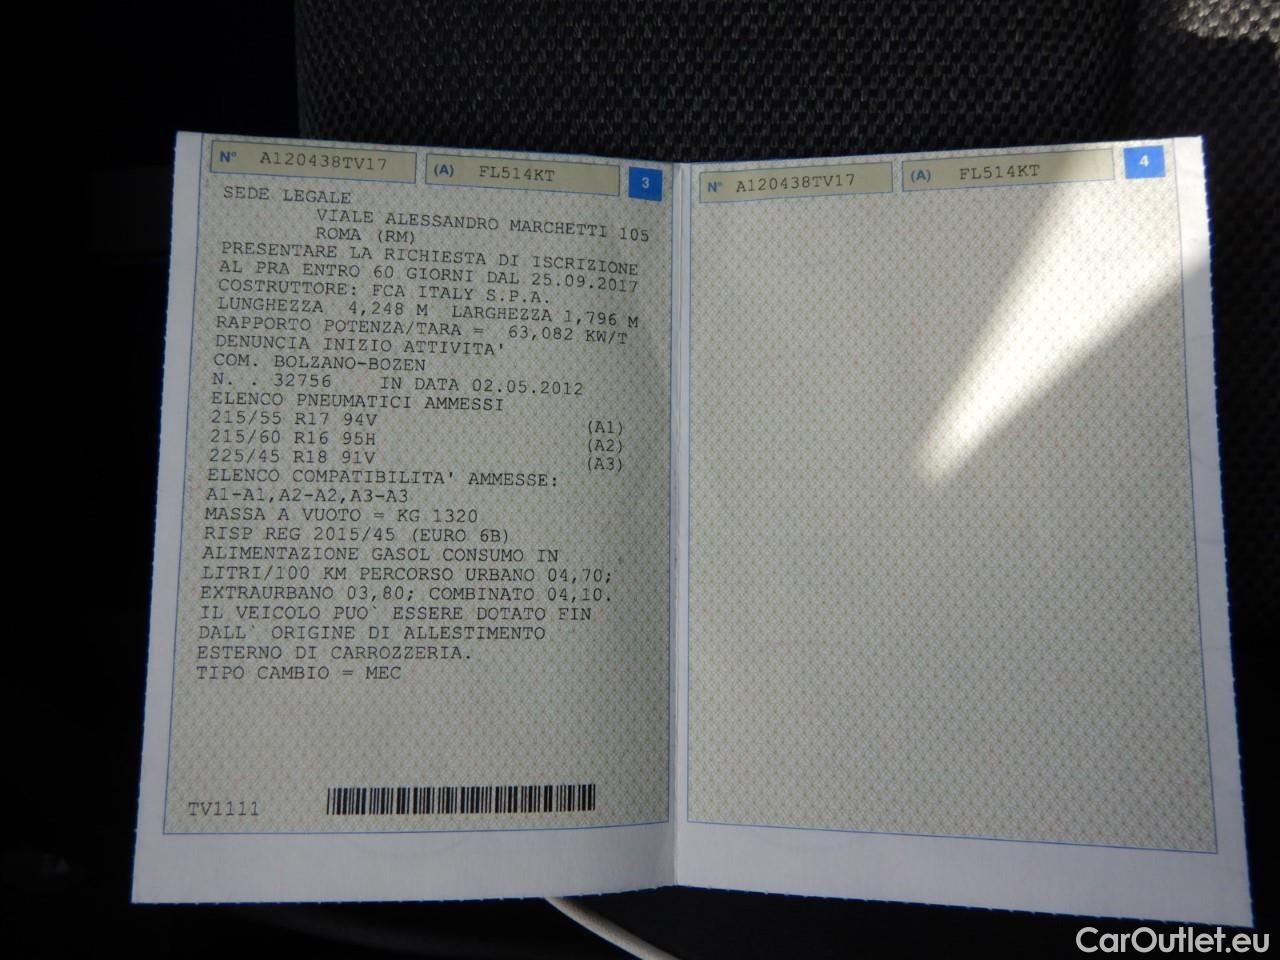 N° A120438TV17
(A) FL514KT
3
SEDE LEGALE
VIALE ALESSANDRO MARCHETTI 105
ROMA (RM)
PRESENTARE LA RICHIESTA DI ISCRIZIONE
AL PRA ENTRO 60 GIORNI DAL 25.09.2017
COSTRUTTORE: FCA ITALY S.P.A.
LUNGHEZZA 4,248 M LARGHEZZA 1,796 M
RAPPORTO POTENZA/TARA = 63,082 KW/T
DENUNCIA INIZIO ATTIVITA'
COM. BOLZANO-BOZEN
N. . 32756 IN DATA 02.05.2012
ELENCO PNEUMATICI AMMESSI
215/55 R17 94V (A1)
215/60 R16 95H (A2)
225/45 R18 91V (A3)
ELENCO COMPATIBILITA' AMMESSE:
A1-A1,A2-A2,A3-A3
MASSA A VUOTO = KG 1320
RISP REG 2015/45 (EURO 6B)
ALIMENTAZIONE GASOL CONSUMO IN
LITRI/100 KM PERCORSO URBANO 04,70;
EXTRAURBANO 03,80; COMBINATO 04,10.
IL VEICOLO PUO` ESSERE DOTATO FIN
DALL` ORIGINE DI ALLESTIMENTO
ESTERNO DI CARROZZERIA.
TIPO CAMBIO = MEC
TV1111
N° A120438TV17
(A) FL514KT
4
CarOutlet.eu